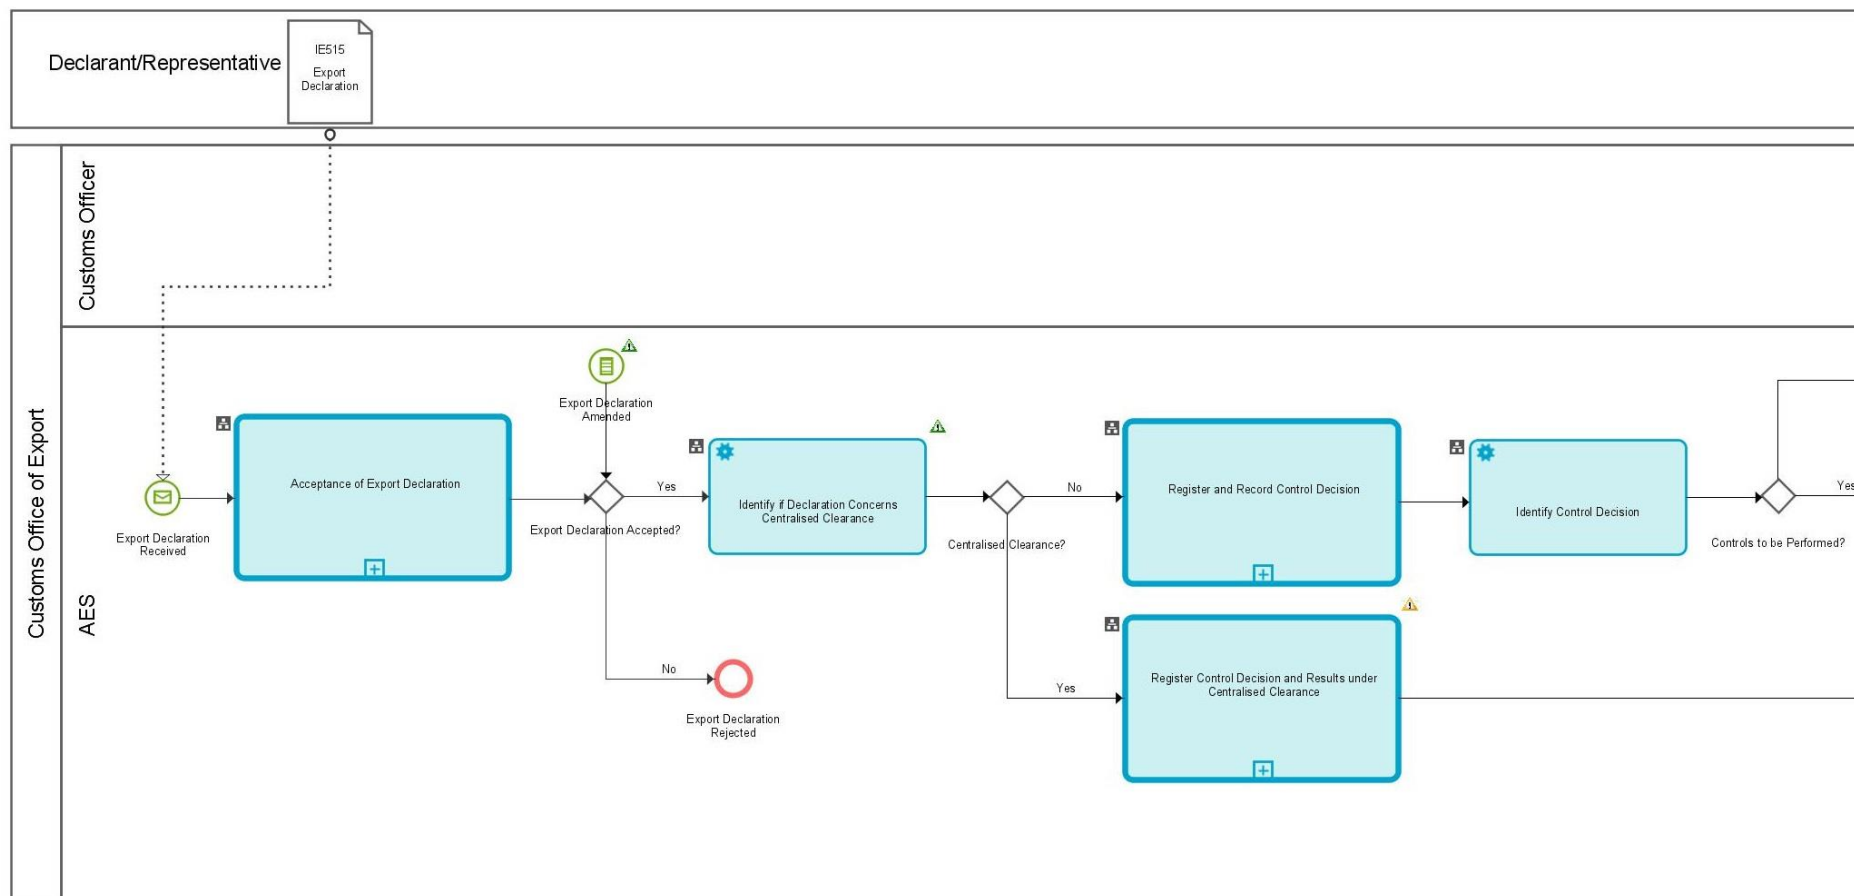 Declarant/Representative
IE515
Export
Declaration
Customs Office of Export
Customs Officer
AES
Export Declaration
Received
Acceptance of Export Declaration
Export Declaration
Amended
Export Declaration Accepted?
Yes
No
Export Declaration
Rejected
Identify if Declaration Concerns
Centralised Clearance
Centralised Clearance?
No
Yes
Register and Record Control Decision
Register Control Decision and Results under
Centralised Clearance
Identify Control Decision
Controls to be Performed?
Yes